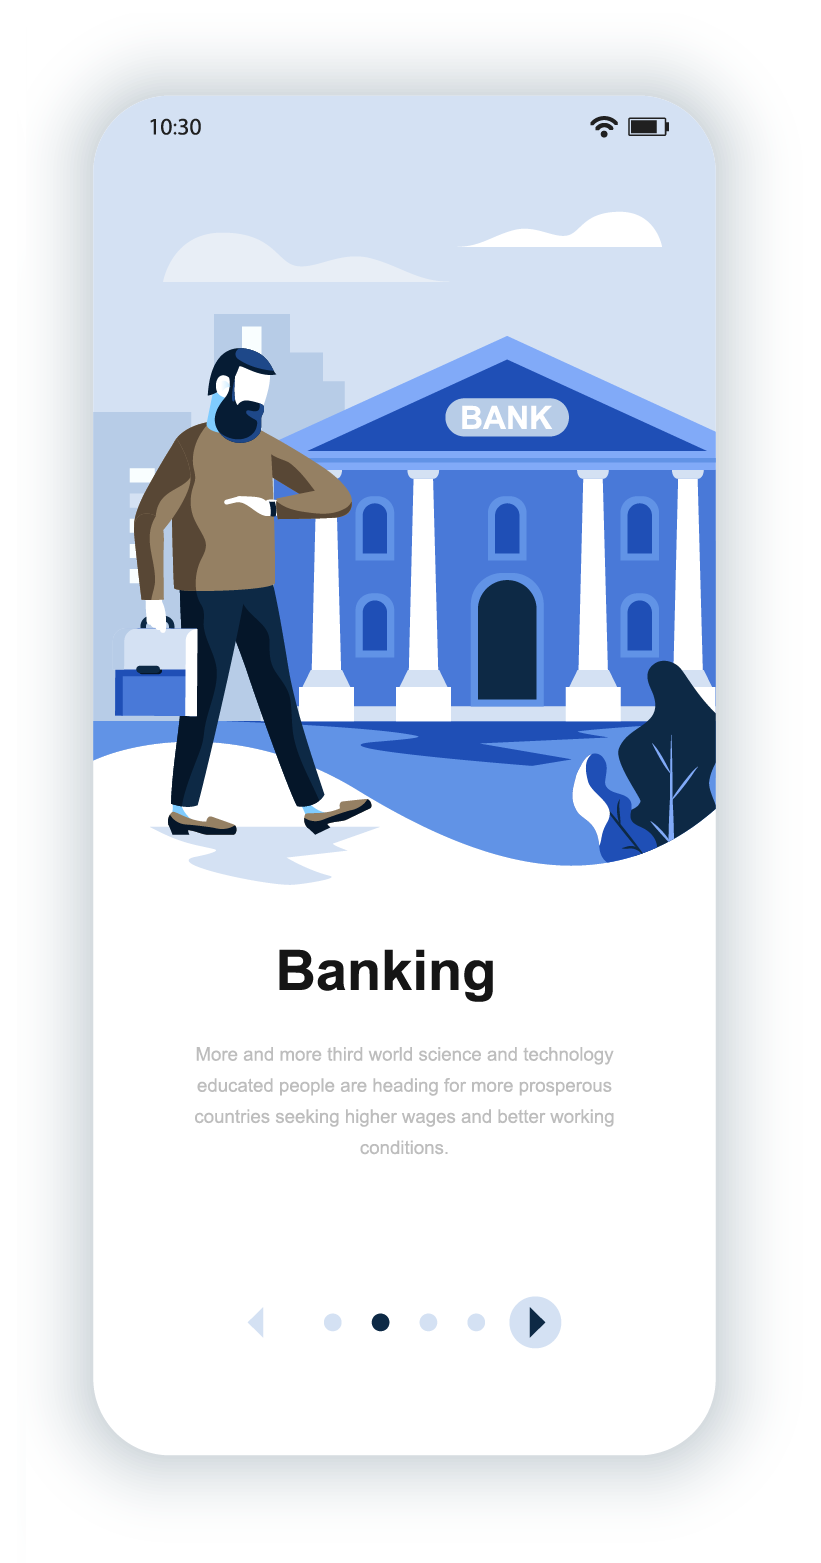 10:30
BANK
Banking
More and more third world science and technology
educated people are heading for more prosperous
countries seeking higher wages and better working
conditions.